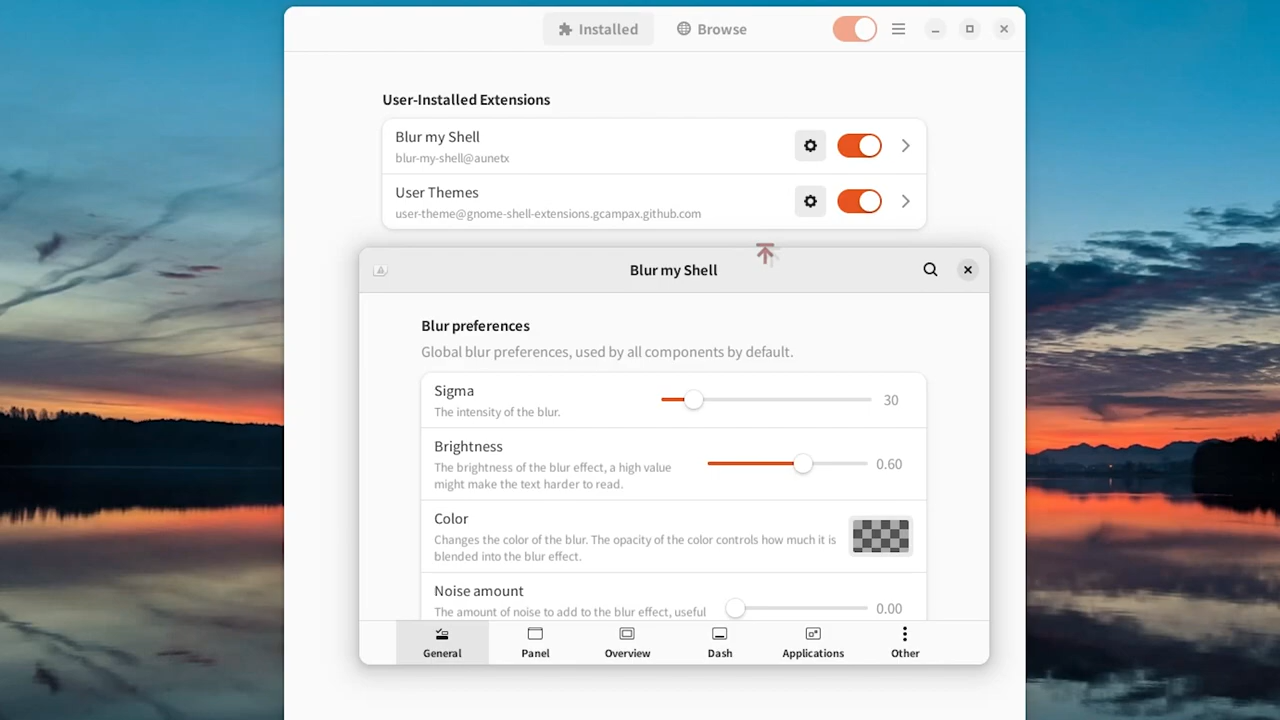 Installed
Browse
User-Installed Extensions
Blur my Shell
blur-my-shell@aunetx
User Themes
user-theme@gnome-shell-extensions.gcampax.github.com
Blur my Shell
Blur preferences
Global blur preferences, used by all components by default.
Sigma
The intensity of the blur.
30
Brightness
The brightness of the blur effect, a high value
might make the text harder to read.
0.60
Color
Changes the color of the blur. The opacity of the color controls how much it is
blended into the blur effect.
Noise amount
The amount of noise to add to the blur effect, useful
0.00
General
Panel
Overview
Dash
Applications
Other